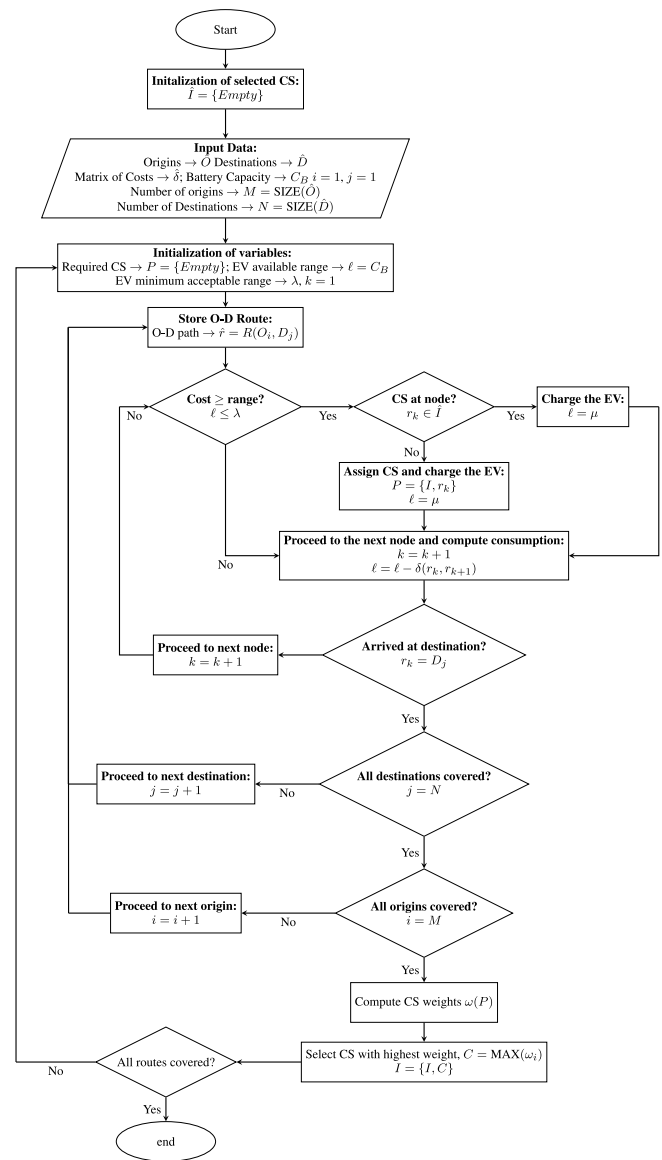 Start
Initalization of selected CS:
Î = {Empty}
Input Data:
Origins → Ô Destinations → D̂
Matrix of Costs → δ̂; Battery Capacity → C_B i = 1, j = 1
Number of origins → M = SIZE(Ô)
Number of Destinations → N = SIZE(D̂)
Initialization of variables:
Required CS → P = {Empty}; EV available range → ℓ = C_B
EV minimum acceptable range → λ, k = 1
Store O-D Route:
O-D path → r̂ = R(O_i, D_j)
Cost ≥ range?
ℓ ≤ λ
No
Yes
CS at node?
r_k ∈ Î
Yes
Charge the EV:
ℓ = μ
No
Assign CS and charge the EV:
P = {I, r_k}
ℓ = μ
No
Proceed to the next node and compute consumption:
k = k + 1
ℓ = ℓ − δ(r_k, r_{k+1})
Proceed to next node:
k = k + 1
Arrived at destination?
r_k = D_j
Yes
Proceed to next destination:
j = j + 1
No
All destinations covered?
j = N
Yes
Proceed to next origin:
i = i + 1
No
All origins covered?
i = M
Yes
Compute CS weights ω(P)
Select CS with highest weight, C = MAX(ω_i)
I = {I, C}
All routes covered?
No
Yes
end